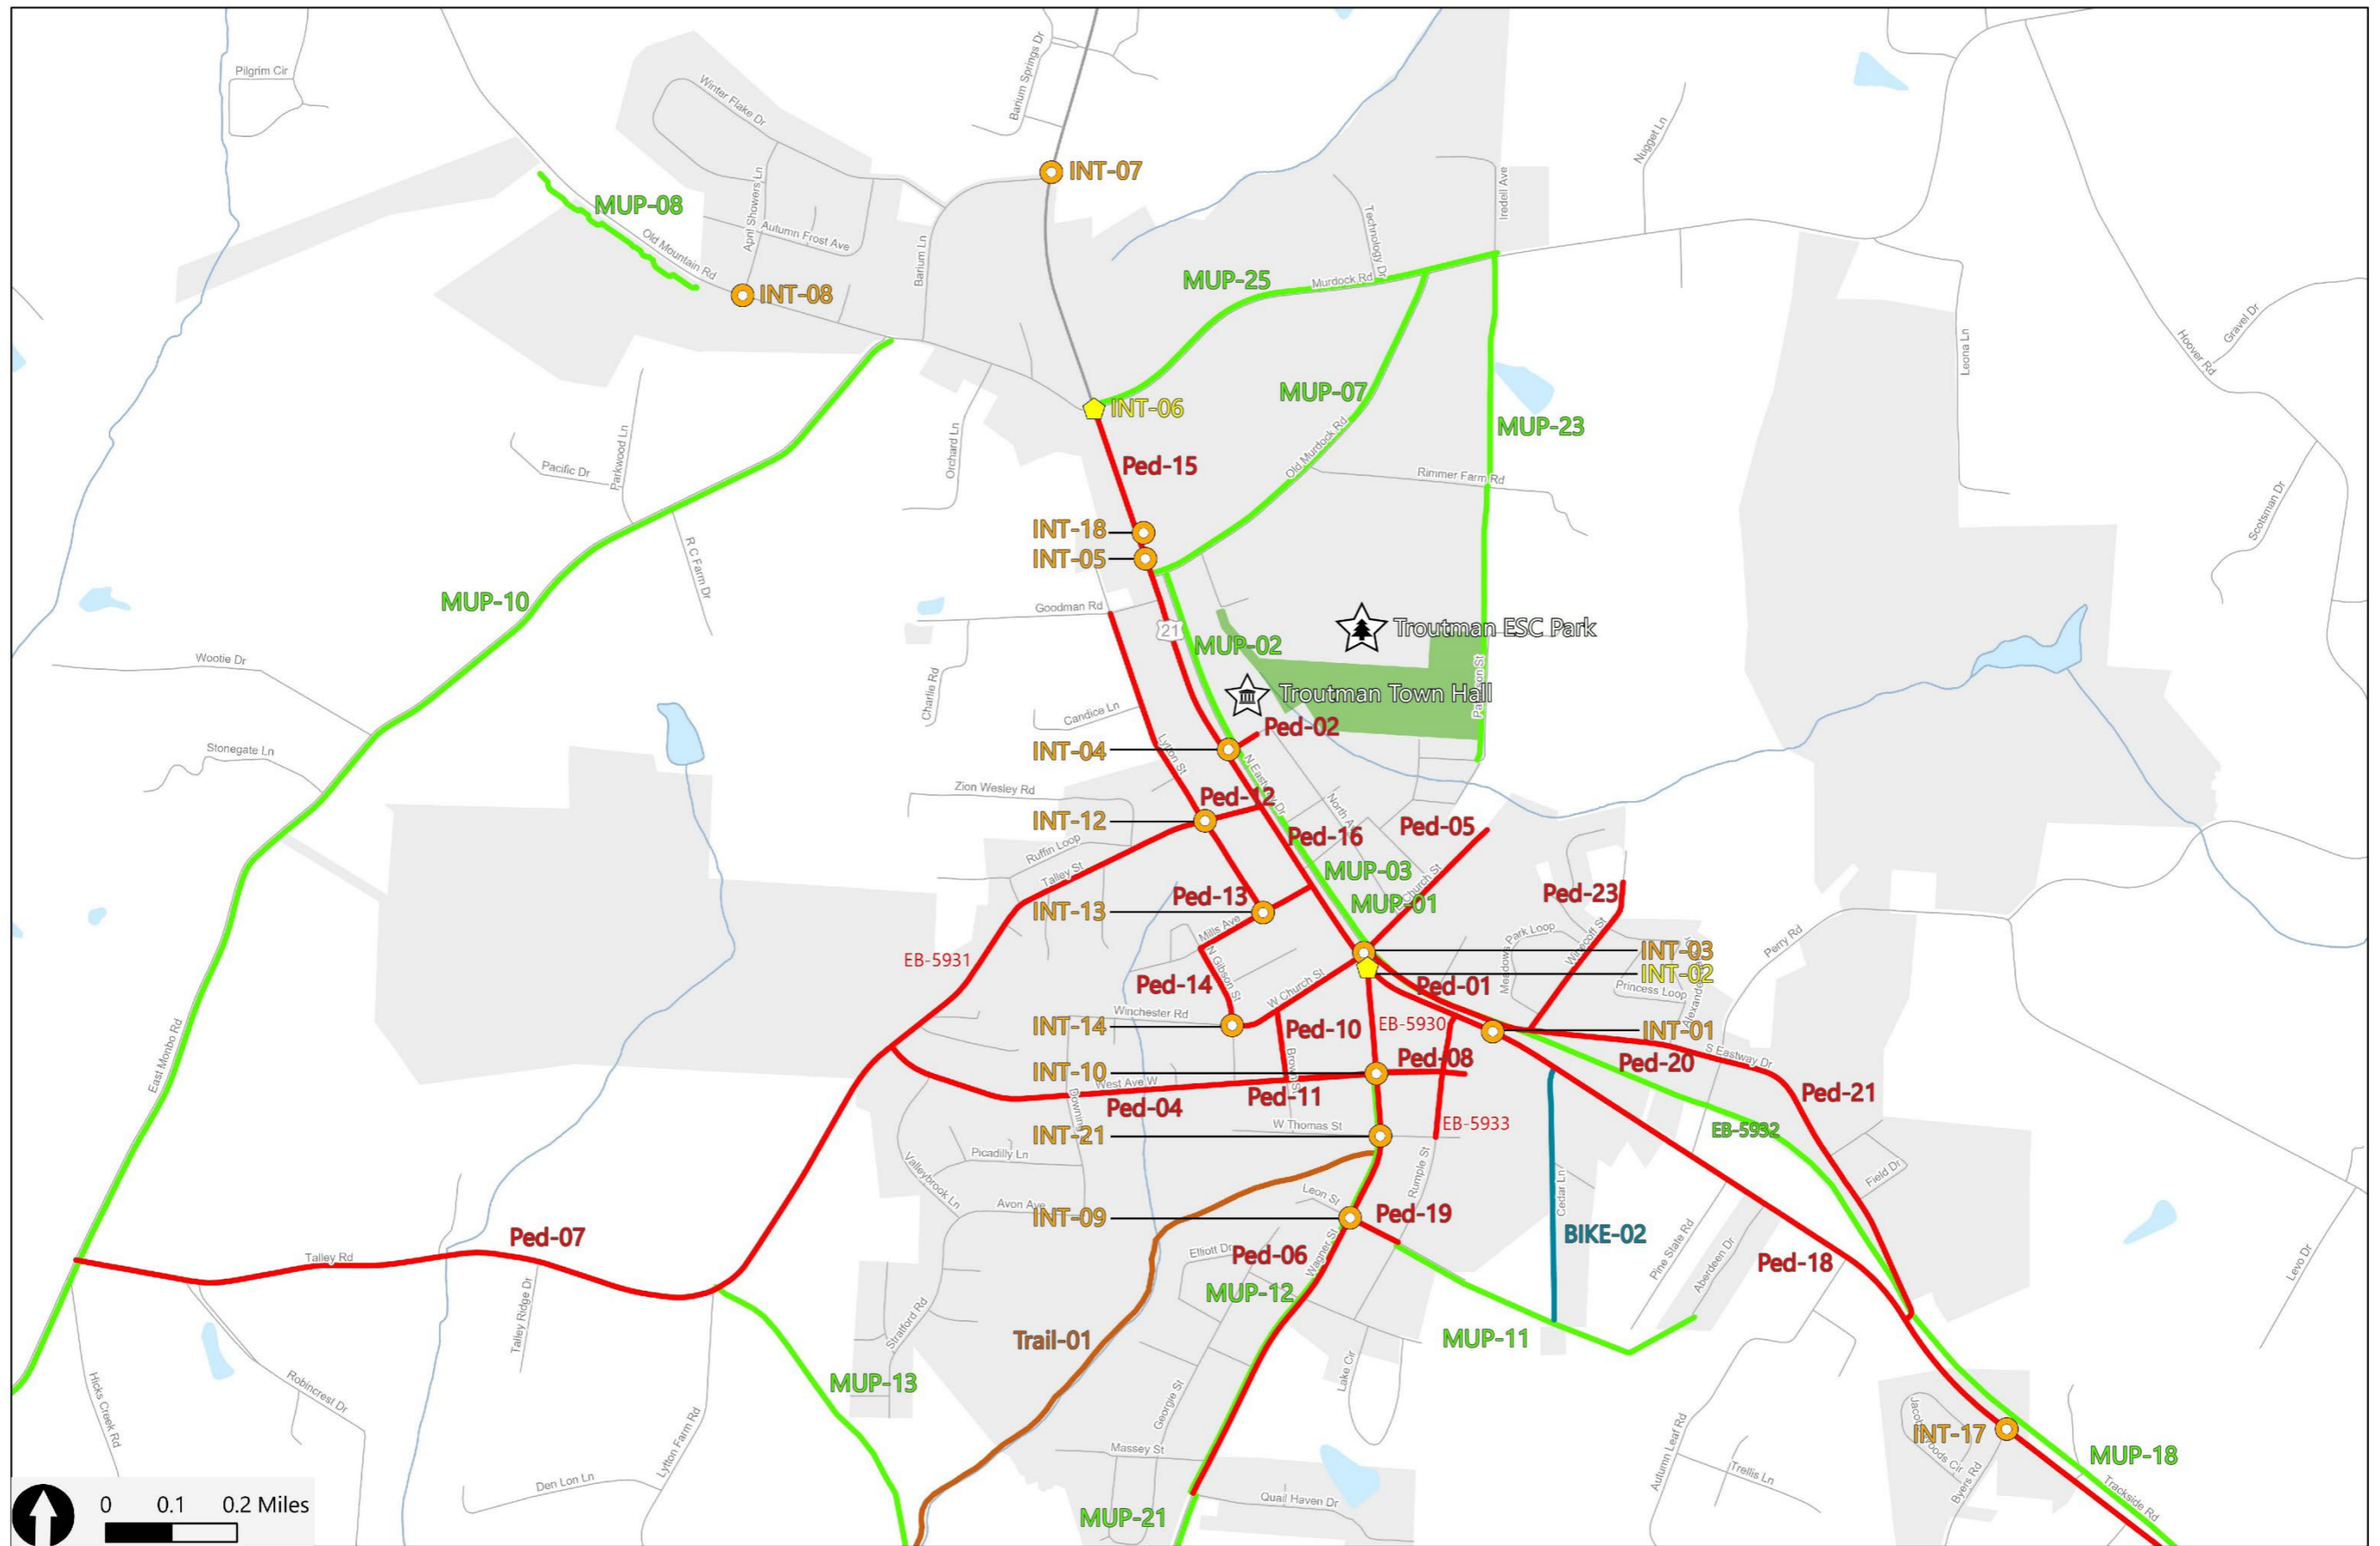 Pilgrim Cir
Winter Flake Dr
Barium Springs Dr
Nugget Ln
INT-07
MUP-08
April Showers Ln
Autumn Frost Ave
Old Mountain Rd
Barium Ln
Technology Dr
Iredell Ave
INT-08
MUP-25
Murdock Rd
Gravel Dr
Hoover Rd
Leona Ln
MUP-07
INT-06
MUP-23
Old Murdock Rd
Orchard Ln
Parkwood Ln
Pacific Dr
Ped-15
Rimmer Farm Rd
Scotsman Dr
INT-18
INT-05
R C Farm Dr
MUP-10
Goodman Rd
21
MUP-02
Troutman ESC Park
Wootie Dr
Charlie Rd
Troutman Town Hall
Candice Ln
Ped-02
Stonegate Ln
INT-04
Lytton St
Zion Wesley Rd
Ped-12
INT-12
Ped-16
Ped-05
Ruffin Loop
Talley St
MUP-03
Church St
Ped-13
MUP-01
Ped-23
INT-13
Mills Ave
Park Loop
Perry Rd
EB-5931
N Gibson St
INT-03
INT-02
Ped-14
W Church St
Ped-01
Princess Loop
Winchester Rd
INT-14
Ped-10
EB-5930
INT-01
East Monbo Rd
Brown St
Ped-08
S Eastway Dr
Ped-20
INT-10
West Ave W
Ped-11
Ped-04
Ped-21
W Thomas St
EB-5933
EB-5932
INT-21
Picadilly Ln
Valleybrook Ln
Rumple St
Field Dr
Cedar Ln
Avon Ave
Leon St
INT-09
Ped-19
BIKE-02
Pine State Rd
Aberdeen Dr
Ped-07
Talley Rd
Elliott Dr
Ped-06
Wagner St
Ped-18
Levo Dr
MUP-12
Talley Ridge Dr
Stratford Rd
Trail-01
MUP-11
MUP-13
Lake Cir
Robincrest Dr
Hicks Creek Rd
Georgie St
Lytton Farm Rd
INT-17
Autumn Leaf Rd
Massey St
MUP-18
Trellis Ln
Byers Rd
Trackside Rd
Den Lon Ln
Quail Haven Dr
MUP-21
0 0.1 0.2 Miles